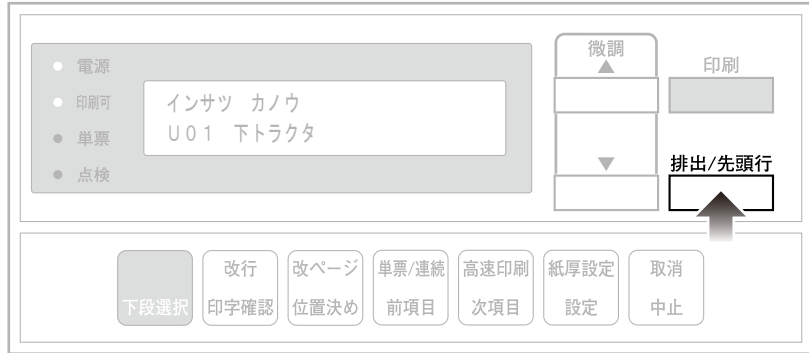 電源
印刷可
単票
点検
インサツ カノウ
U01 下トラクタ
微調
印刷
排出/先頭行
下段選択
改行
印字確認
改ページ
位置決め
単票/連続
前項目
高速印刷
次項目
紙厚設定
設定
取消
中止